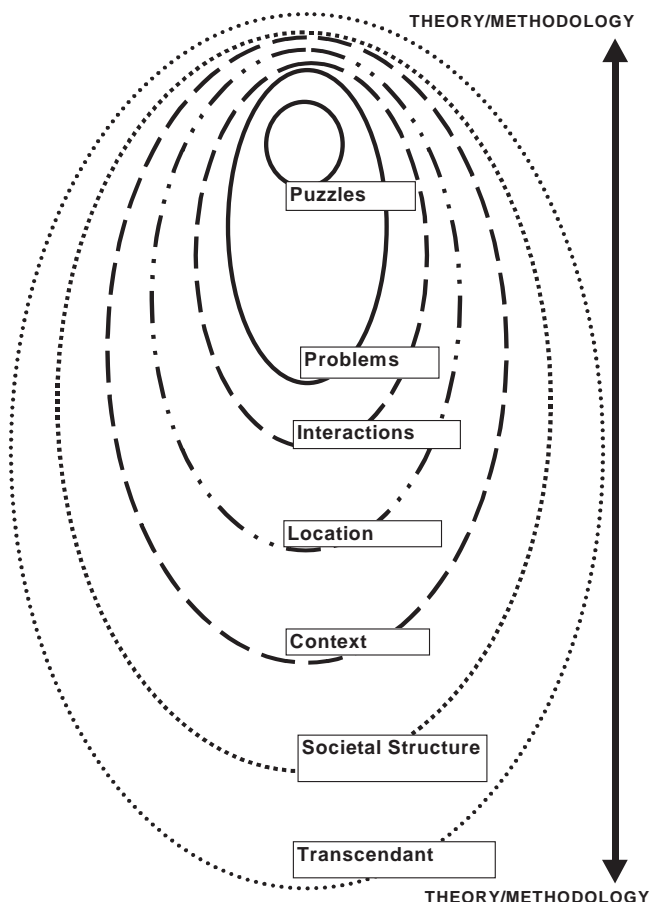 THEORY/METHODOLOGY
Puzzles
Problems
Interactions
Location
Context
Societal Structure
Transcendant
THEORY/METHODOLOGY